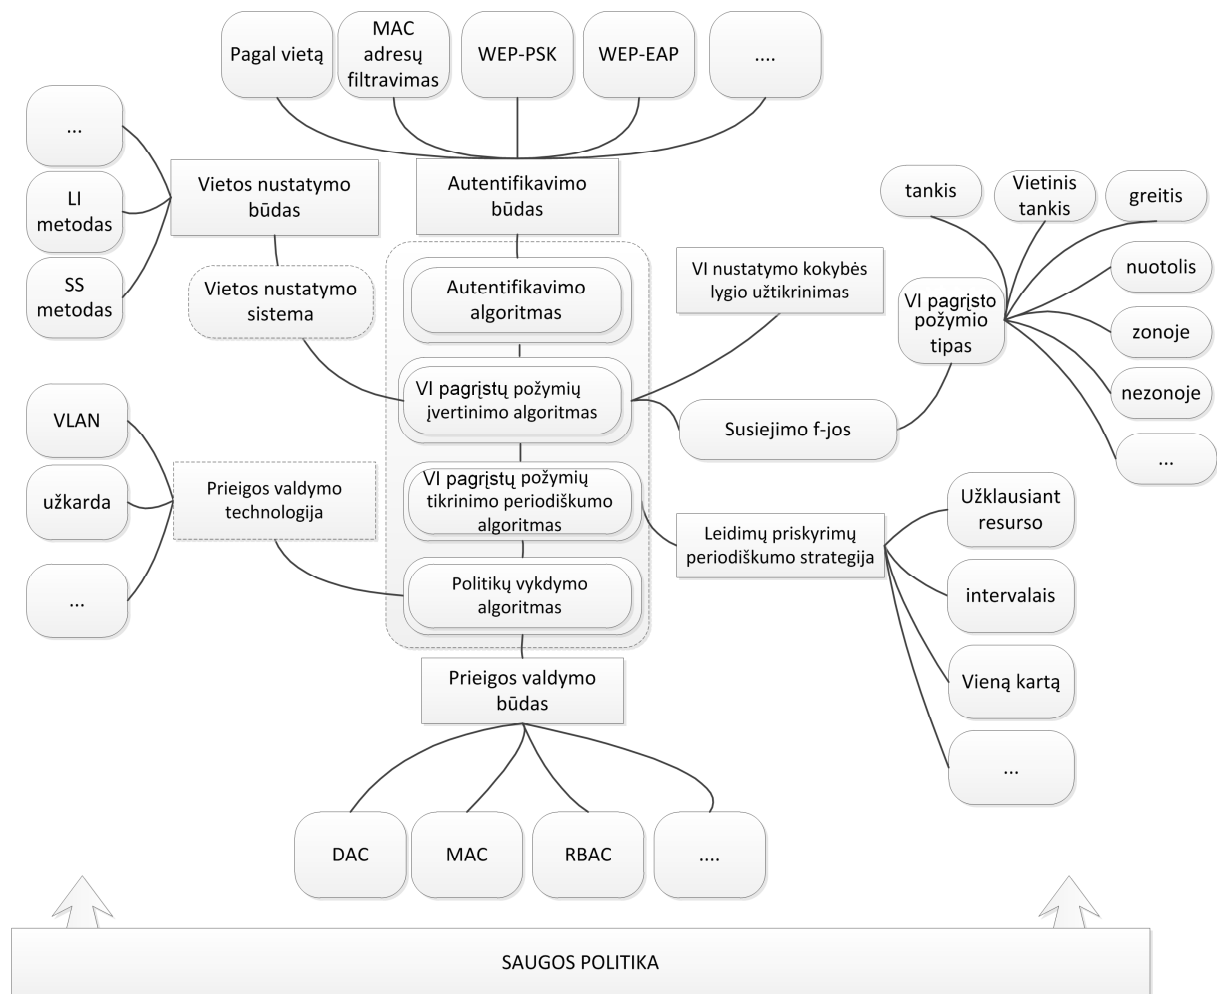 Pagal vietą
MAC
adresų
filtravimas
WEP-PSK
WEP-EAP
....
...
LI
metodas
SS
metodas
Vietos nustatymo
būdas
Autentifikavimo
būdas
Vietos nustatymo
sistema
tankis
Vietinis
tankis
greitis
nuotolis
zonoje
nezonoje
...
VI pagrįsto
požymio
tipas
VI nustatymo kokybės
lygio užtikrinimas
Susiejimo f-jos
Autentifikavimo
algoritmas
VI pagrįstų požymių
įvertinimo algoritmas
VI pagrįstų požymių
tikrinimo periodiškumo
algoritmas
Politikų vykdymo
algoritmas
VLAN
užkarda
...
Prieigos valdymo
technologija
Leidimų priskyrimų
periodiškumo strategija
Užklausiant
resurso
intervalais
Vieną kartą
...
Prieigos valdymo
būdas
DAC
MAC
RBAC
....
SAUGOS POLITIKA